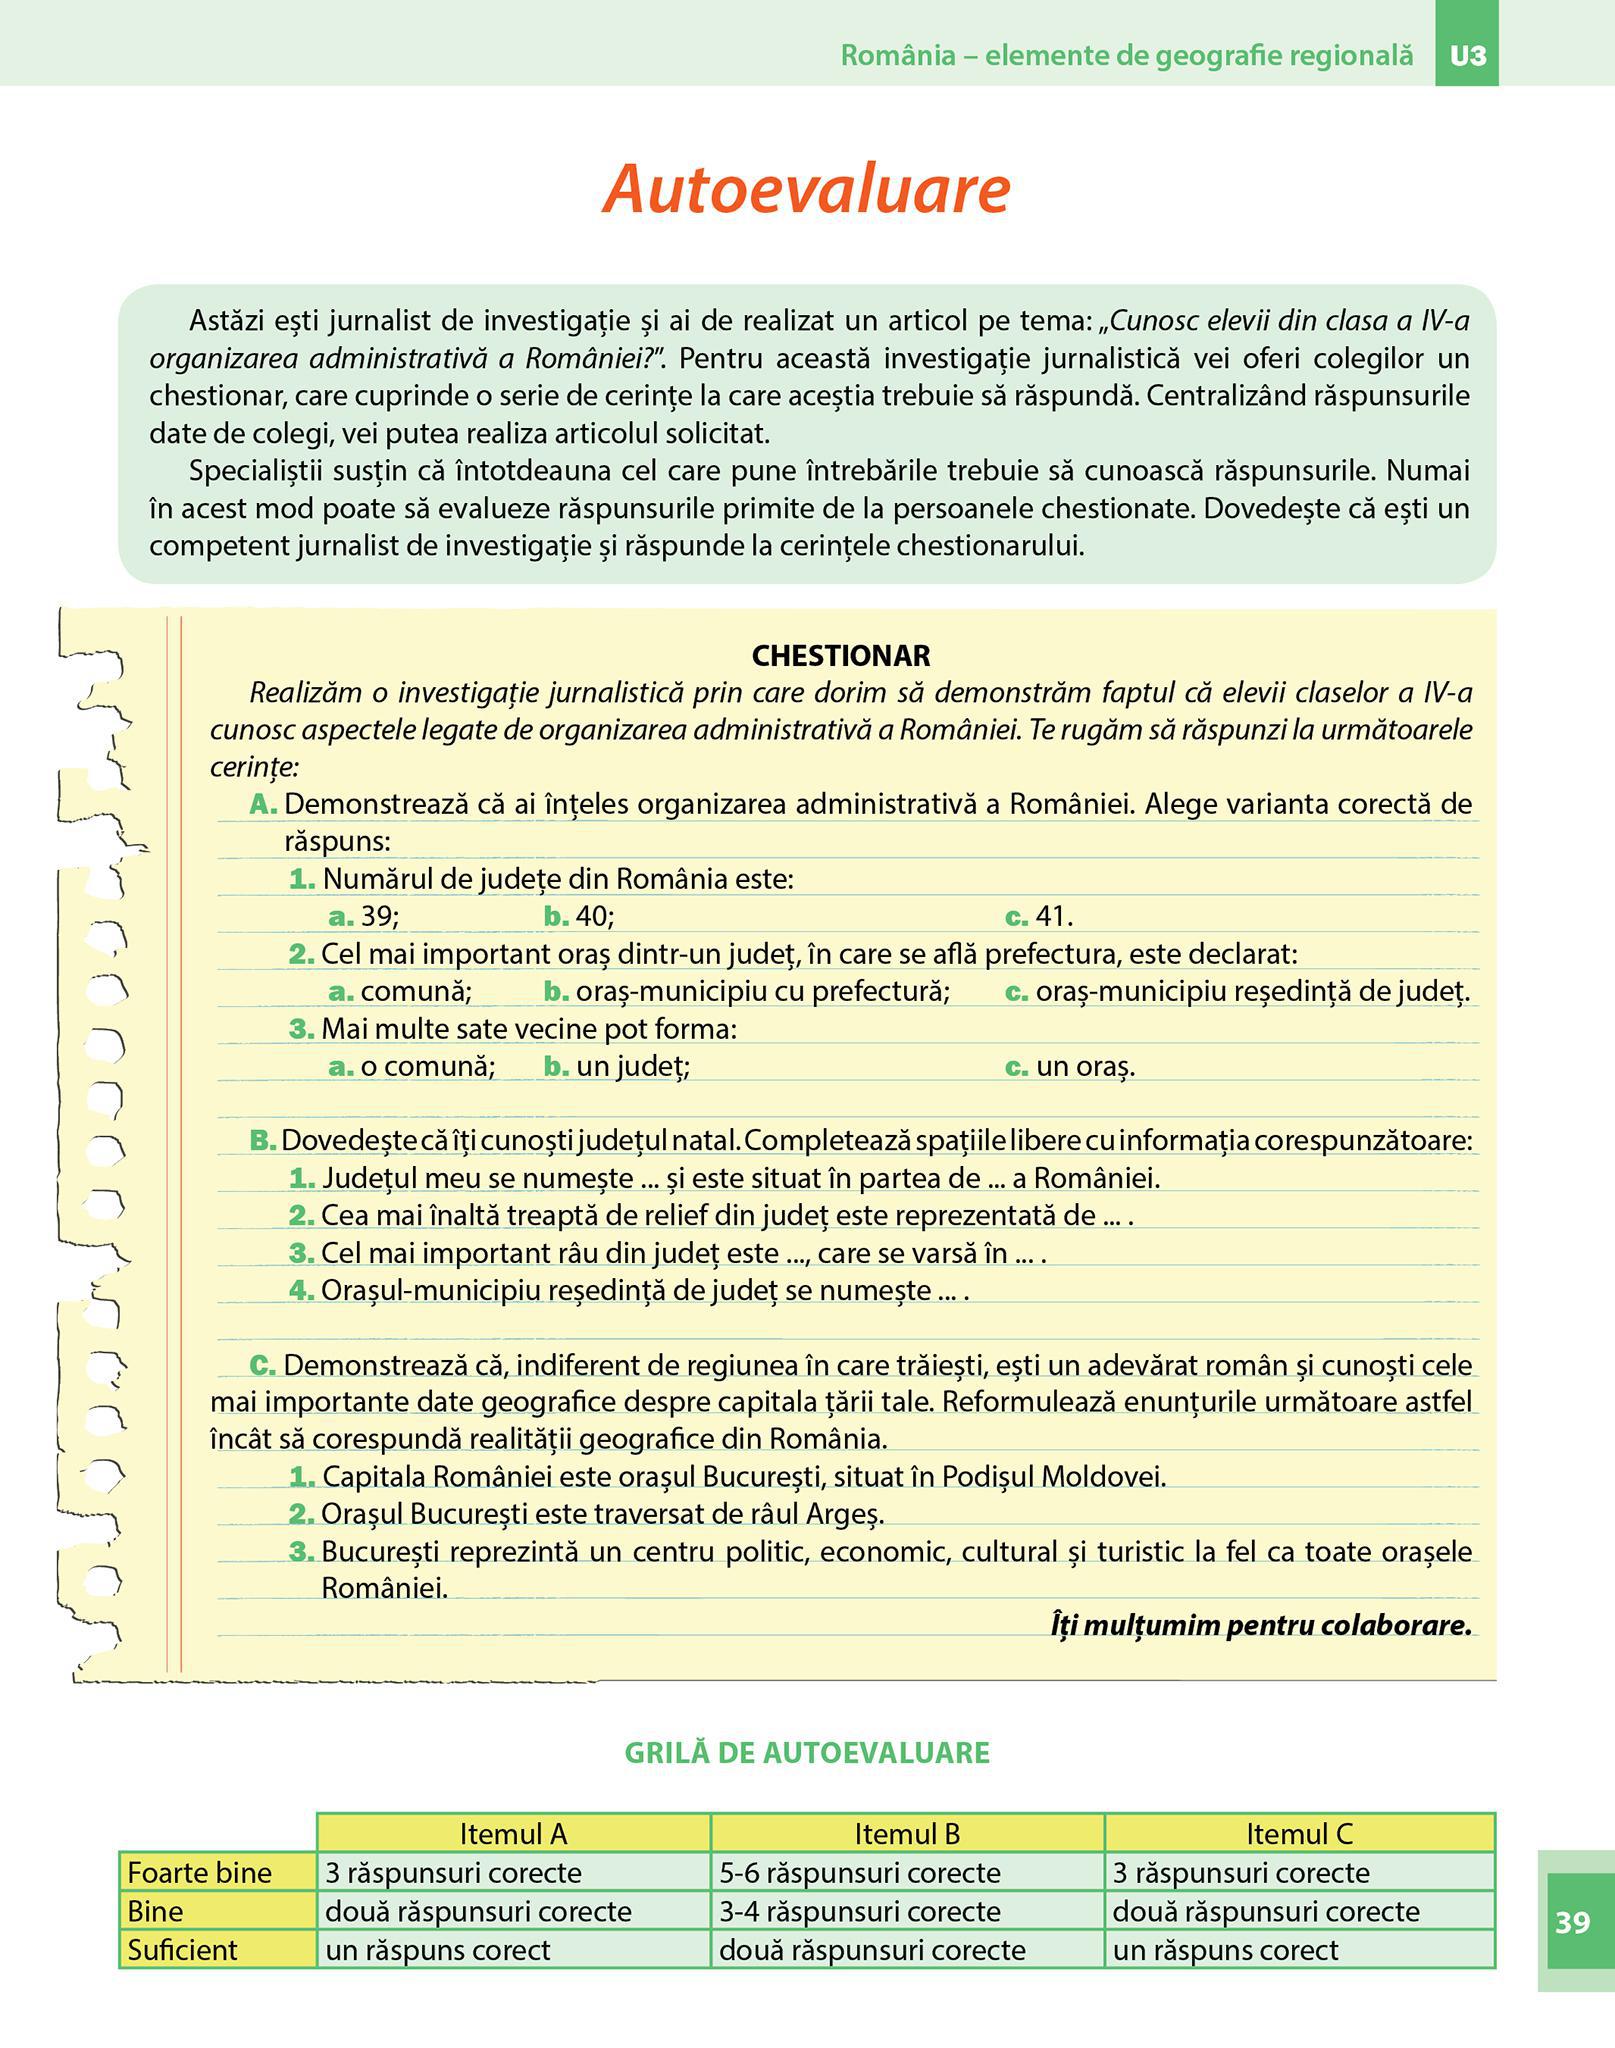 România – elemente de geografie regională U3
Autoevaluare
Astăzi ești jurnalist de investigație și ai de realizat un articol pe tema: „Cunosc elevii din clasa a IV-a
organizarea administrativă a României?”. Pentru această investigație jurnalistică vei oferi colegilor un
chestionar, care cuprinde o serie de cerințe la care aceștia trebuie să răspundă. Centralizând răspunsurile
date de colegi, vei putea realiza articolul solicitat.
Specialiștii susțin că întotdeauna cel care pune întrebările trebuie să cunoască răspunsurile. Numai
în acest mod poate să evalueze răspunsurile primite de la persoanele chestionate. Dovedește că ești un
competent jurnalist de investigație și răspunde la cerințele chestionarului.
CHESTIONAR
Realizăm o investigație jurnalistică prin care dorim să demonstrăm faptul că elevii claselor a IV-a
cunosc aspectele legate de organizarea administrativă a României. Te rugăm să răspunzi la următoarele
cerințe:
A. Demonstrează că ai înțeles organizarea administrativă a României. Alege varianta corectă de
răspuns:
1. Numărul de județe din România este:
a. 39; b. 40; c. 41.
2. Cel mai important oraș dintr-un județ, în care se află prefectura, este declarat:
a. comună; b. oraș-municipiu cu prefectură; c. oraș-municipiu reședință de județ.
3. Mai multe sate vecine pot forma:
a. o comună; b. un județ; c. un oraș.
B. Dovedește că îți cunoști județul natal. Completează spațiile libere cu informația corespunzătoare:
1. Județul meu se numește ... și este situat în partea de ... a României.
2. Cea mai înaltă treaptă de relief din județ este reprezentată de ... .
3. Cel mai important râu din județ este ..., care se varsă în ... .
4. Orașul-municipiu reședință de județ se numește ... .
C. Demonstrează că, indiferent de regiunea în care trăiești, ești un adevărat român și cunoști cele
mai importante date geografice despre capitala țării tale. Reformulează enunțurile următoare astfel
încât să corespundă realității geografice din România.
1. Capitala României este orașul București, situat în Podișul Moldovei.
2. Orașul București este traversat de râul Argeș.
3. București reprezintă un centru politic, economic, cultural și turistic la fel ca toate orașele
României.
Îți mulțumim pentru colaborare.
GRILĂ DE AUTOEVALUARE
Itemul A Itemul B Itemul C
Foarte bine 3 răspunsuri corecte 5-6 răspunsuri corecte 3 răspunsuri corecte
Bine două răspunsuri corecte 3-4 răspunsuri corecte două răspunsuri corecte
Suficient un răspuns corect două răspunsuri corecte un răspuns corect
39